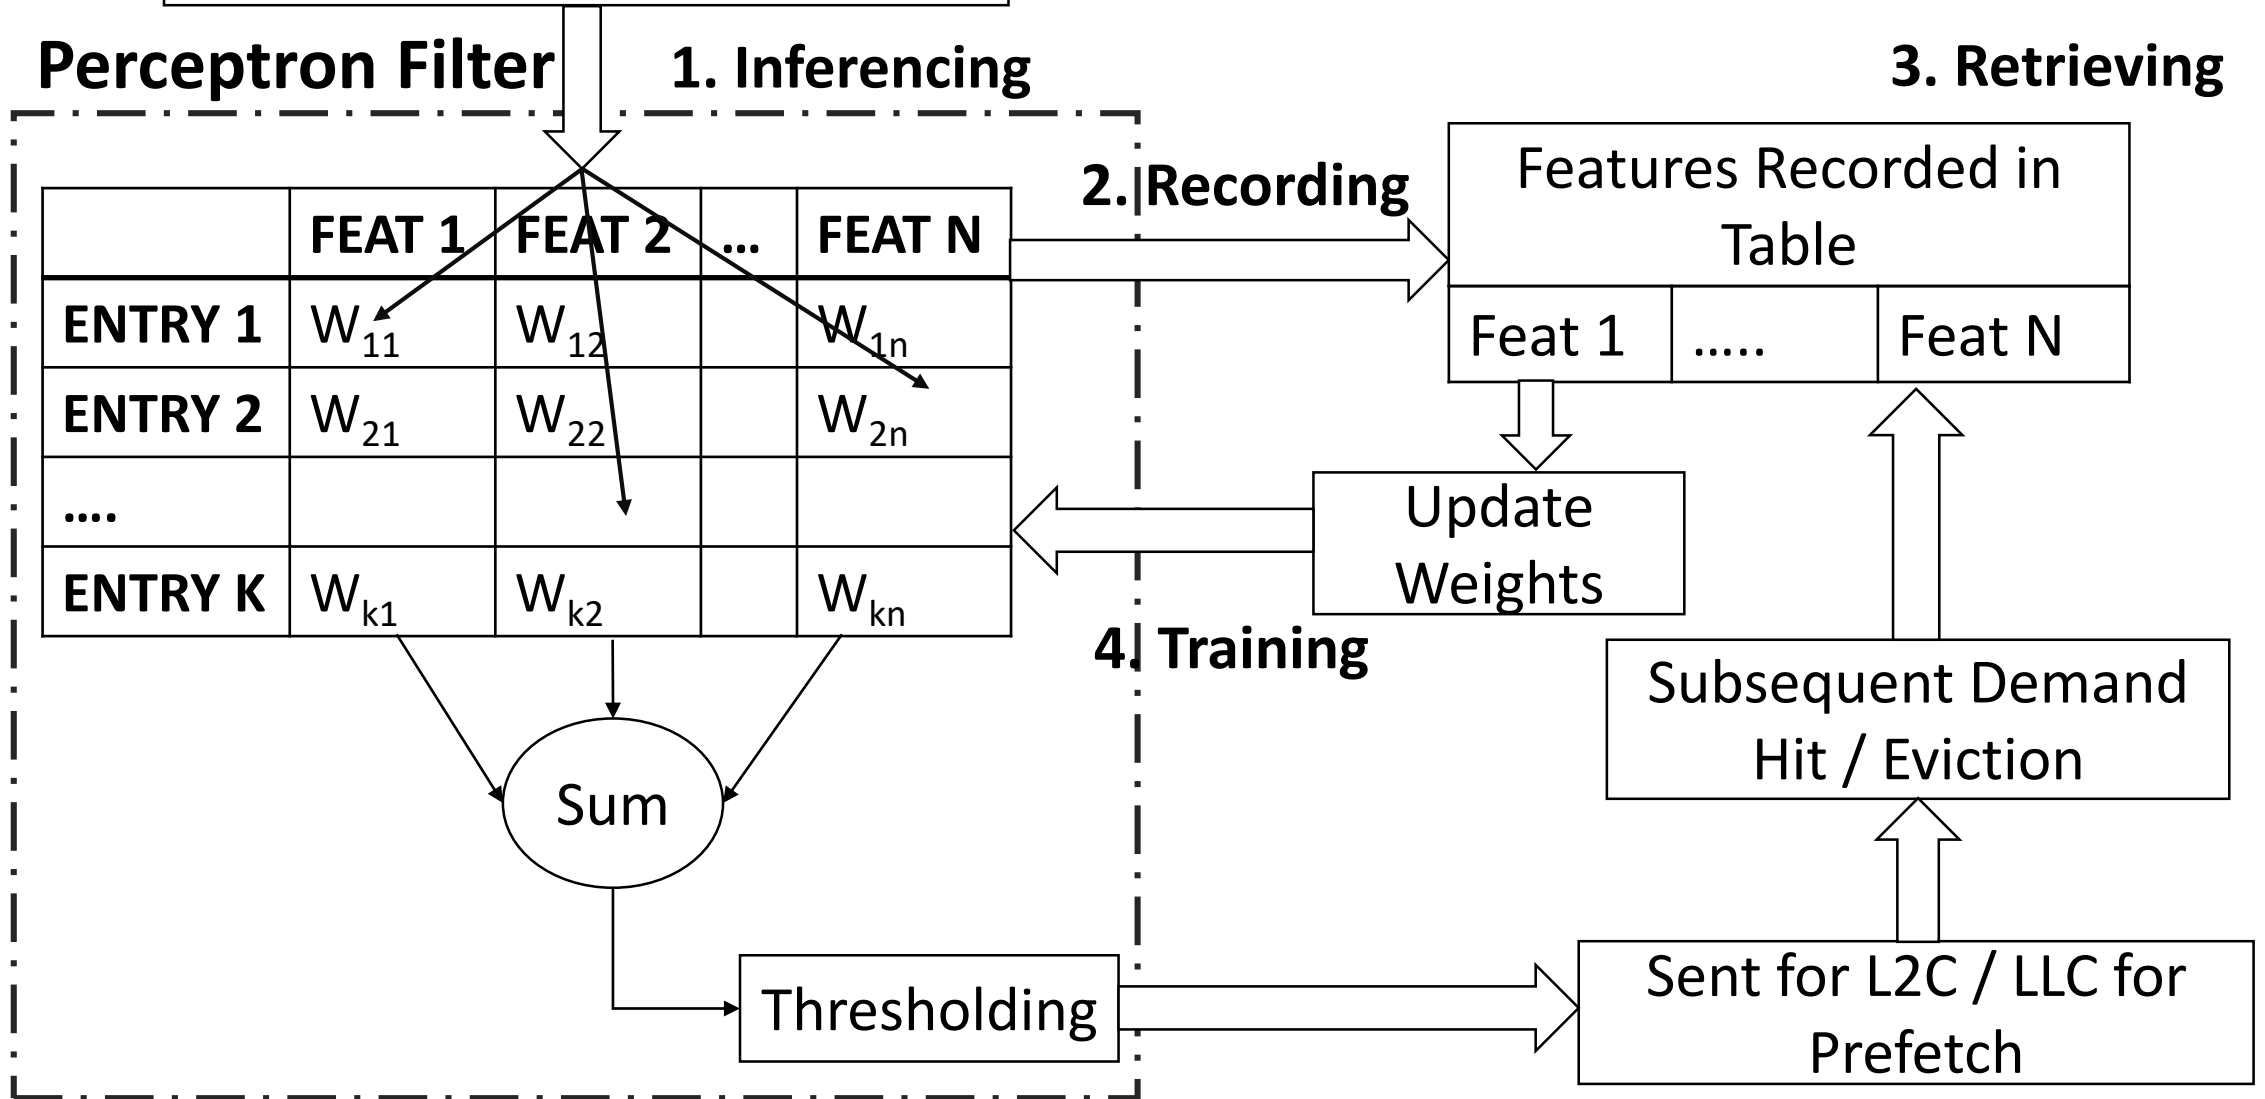 Perceptron Filter
1. Inferencing
3. Retrieving
2. Recording
FEAT 1 FEAT 2 ... FEAT N
ENTRY 1 W11 W12 W1n
ENTRY 2 W21 W22 W2n
....
ENTRY K Wk1 Wk2 Wkn
Features Recorded in
Table
Feat 1 ..... Feat N
Update
Weights
4. Training
Subsequent Demand
Hit / Eviction
Sum
Thresholding
Sent for L2C / LLC for
Prefetch